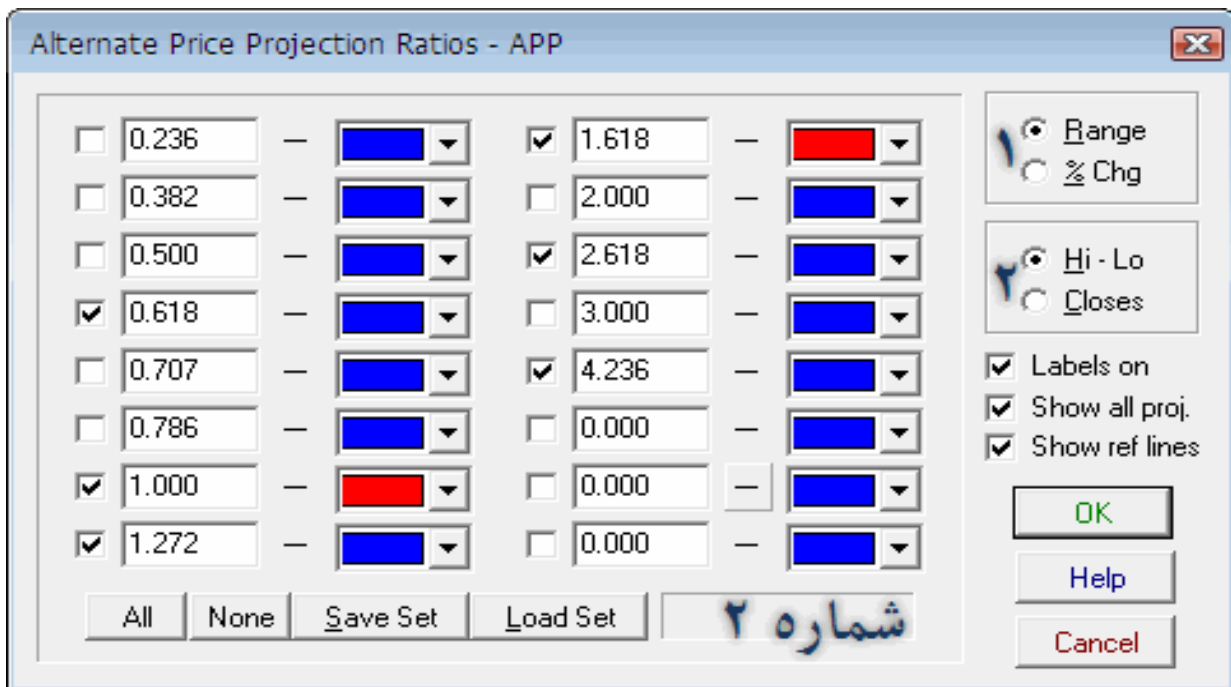 Alternate Price Projection Ratios - APP
0.236 — 1.618 —
0.382 — 2.000 —
0.500 — 2.618 —
0.618 — 3.000 —
0.707 — 4.236 —
0.786 — 0.000 —
1.000 — 0.000 —
1.272 — 0.000 —
All None Save Set Load Set شماره ۲
۱ Range
% Chg
۲ Hi - Lo
Closes
Labels on
Show all proj.
Show ref lines
OK
Help
Cancel